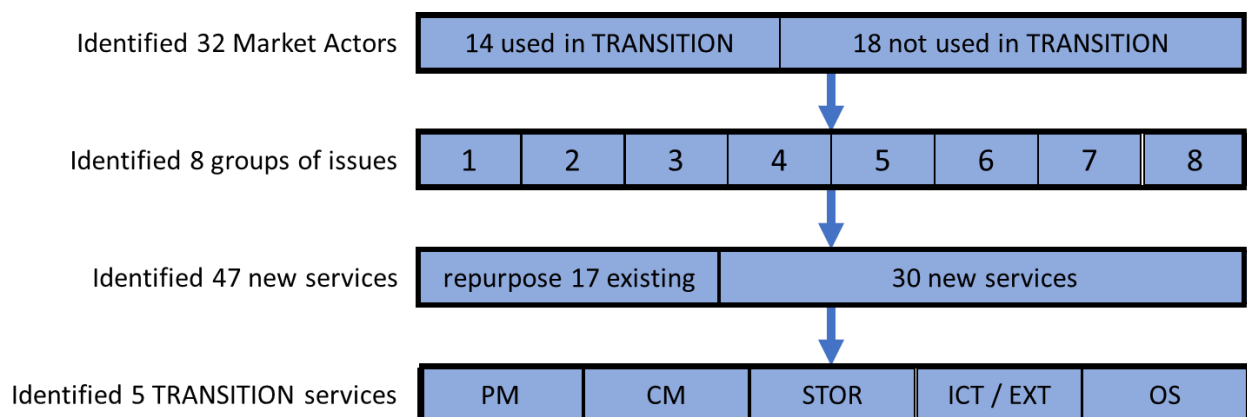 Identified 32 Market Actors 14 used in TRANSITION 18 not used in TRANSITION
Identified 8 groups of issues 1 2 3 4 5 6 7 8
Identified 47 new services repurpose 17 existing 30 new services
Identified 5 TRANSITION services PM CM STOR ICT / EXT OS